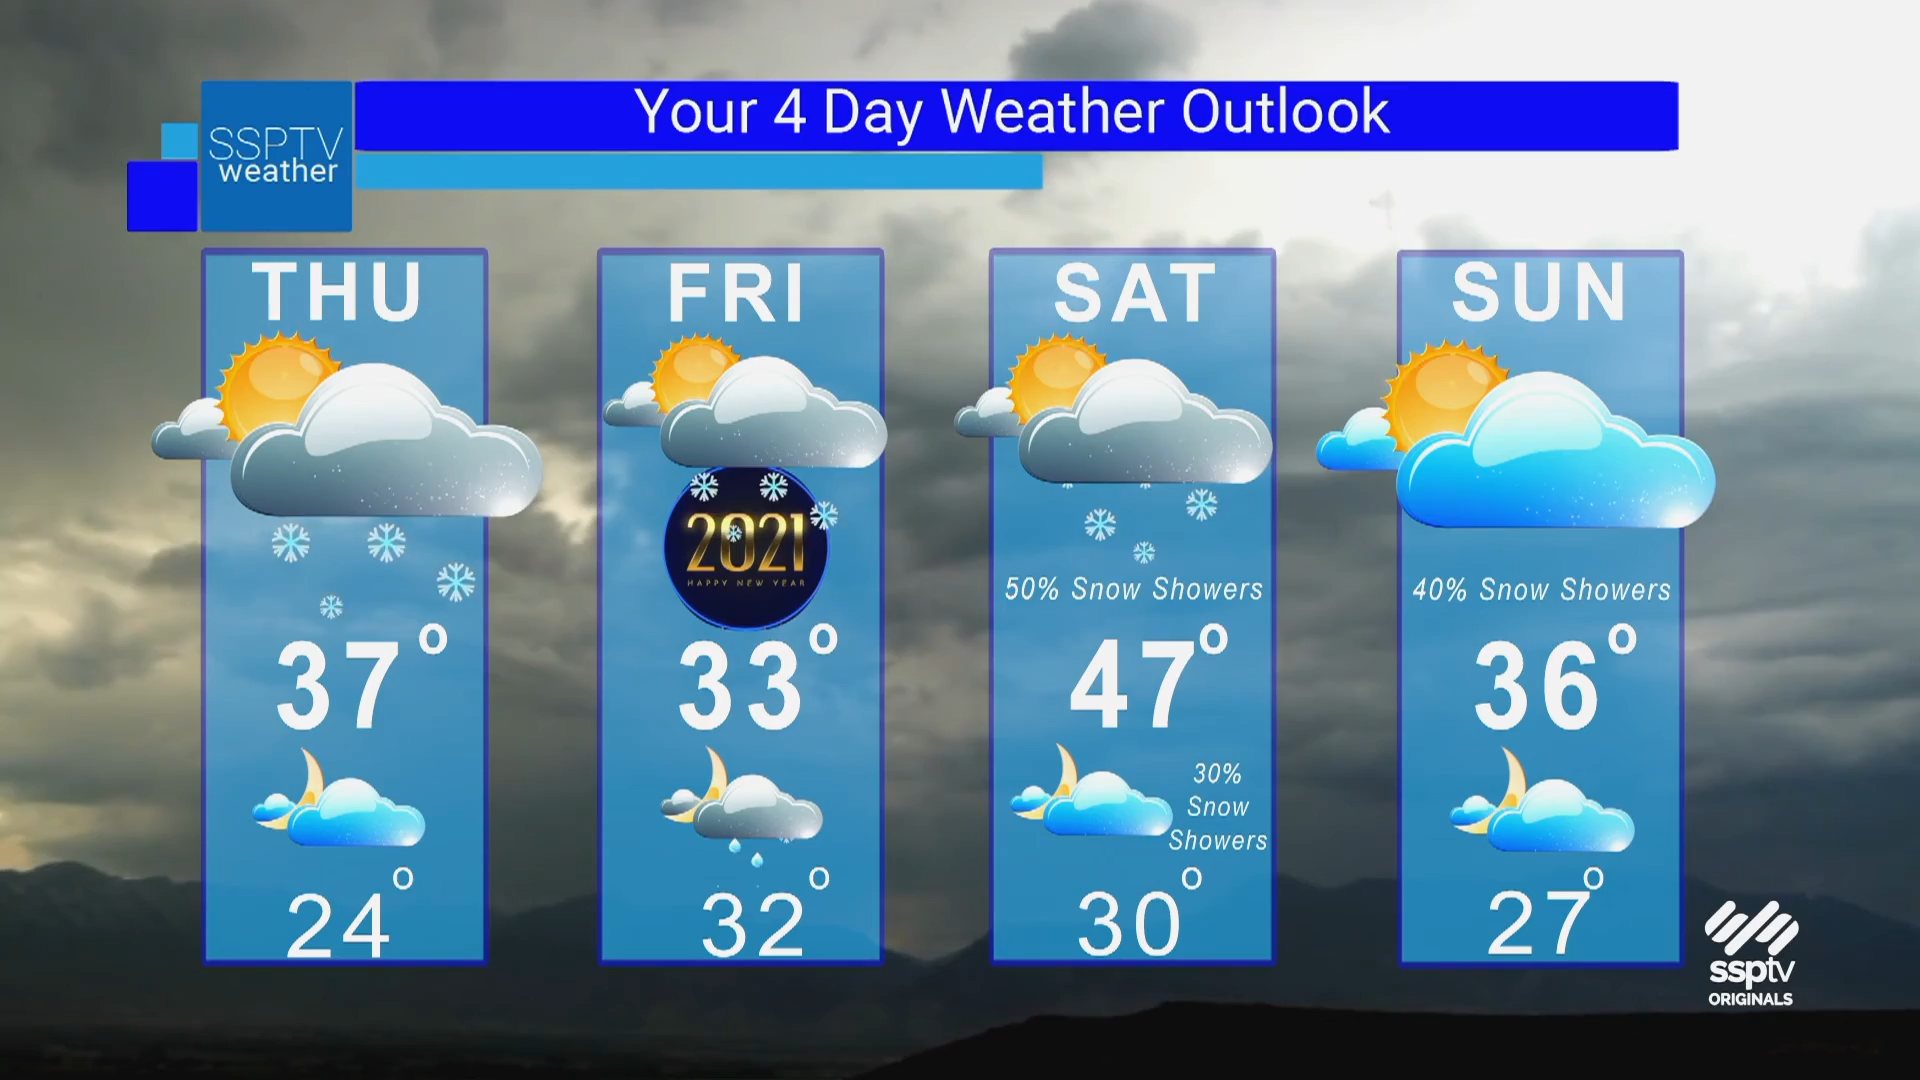 Your 4 Day Weather Outlook
SSPTV
weather
THU
FRI
SAT
SUN
2021
HAPPY NEW YEAR
50% Snow Showers
40% Snow Showers
37°
33°
47°
36°
30%
Snow
Showers
24°
32°
30°
27°
ssptv
ORIGINALS